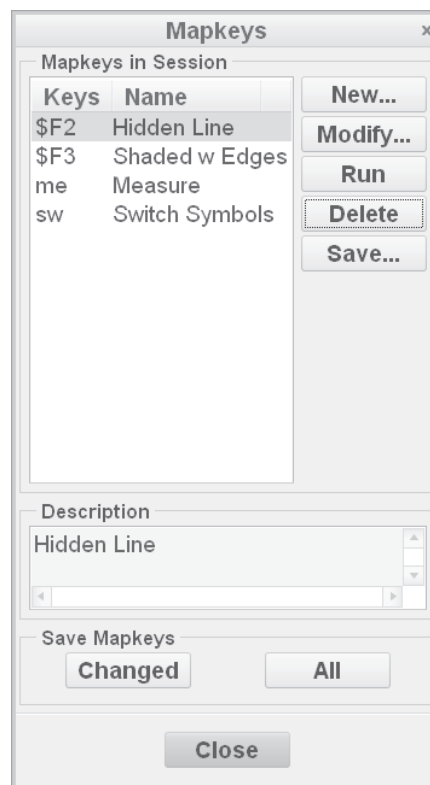 Mapkeys
Mapkeys in Session
Keys Name
$F2 Hidden Line
$F3 Shaded w Edges
me Measure
sw Switch Symbols
New...
Modify...
Run
Delete
Save...
Description
Hidden Line
Save Mapkeys
Changed All
Close